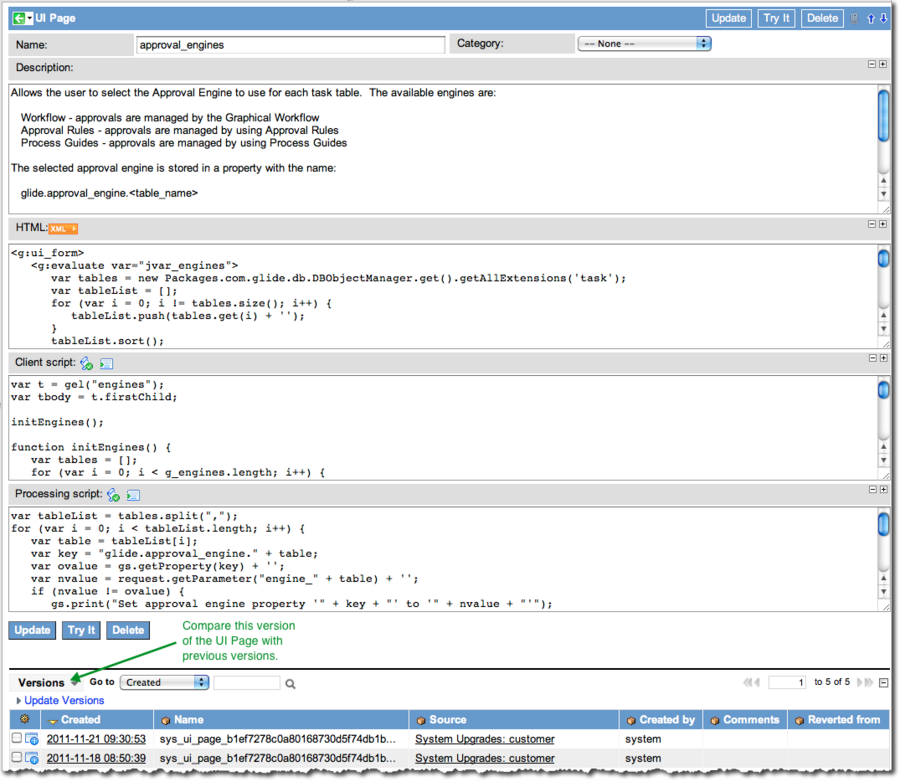 UI Page
Update Try It Delete
Name: approval_engines Category: -- None --
Description:
Allows the user to select the Approval Engine to use for each task table.  The available engines are:
Workflow - approvals are managed by the Graphical Workflow
Approval Rules - approvals are managed by using Approval Rules
Process Guides - approvals are managed by using Process Guides
The selected approval engine is stored in a property with the name:
glide.approval_engine.<table_name>
HTML: XML
<g:ui_form>
<g:evaluate var="jvar_engines">
var tables = new Packages.com.glide.db.DBObjectManager.get().getAllExtensions('task');
var tableList = [];
for (var i = 0; i != tables.size(); i++) {
tableList.push(tables.get(i) + '');
}
tableList.sort();
Client script:
var t = gel("engines");
var tbody = t.firstChild;
initEngines();
function initEngines() {
var tables = [];
for (var i = 0; i < g_engines.length; i++) {
Processing script:
var tableList = tables.split(",");
for (var i = 0; i < tableList.length; i++) {
var table = tableList[i];
var key = "glide.approval_engine." + table;
var ovalue = gs.getProperty(key) + '';
var nvalue = request.getParameter("engine_" + table) + '';
if (nvalue != ovalue) {
gs.print("Set approval engine property '" + key + "' to '" + nvalue + "'");
Update Try It Delete
Compare this version
of the UI Page with
previous versions.
Versions Go to Created 1 to 5 of 5
Update Versions
Created Name Source Created by Comments Reverted from
2011-11-21 09:30:53 sys_ui_page_b1ef7278c0a80168730d5f74db1b... System Upgrades: customer system
2011-11-18 08:50:39 sys_ui_page_b1ef7278c0a80168730d5f74db1b... System Upgrades: customer system